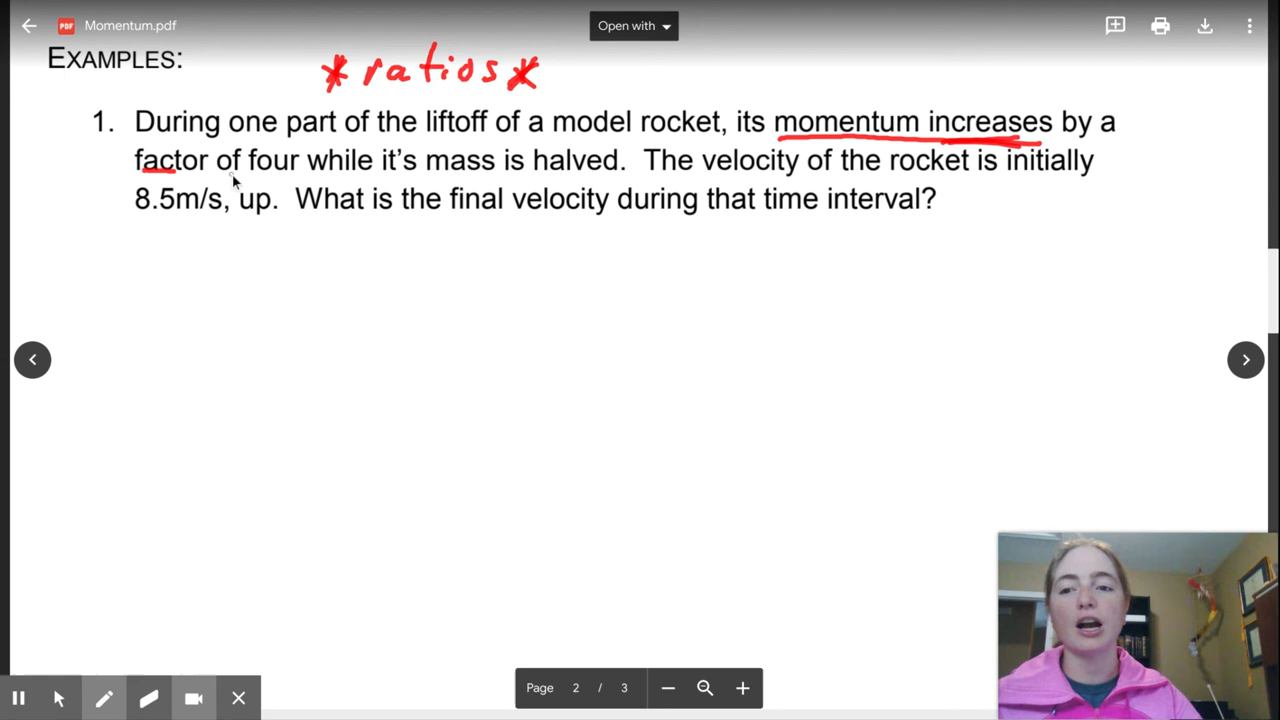 Momentum.pdf
Open with
EXAMPLES:
*ratios*
1. During one part of the liftoff of a model rocket, its momentum increases by a
factor of four while it's mass is halved. The velocity of the rocket is initially
8.5m/s, up. What is the final velocity during that time interval?
Page 2 / 3